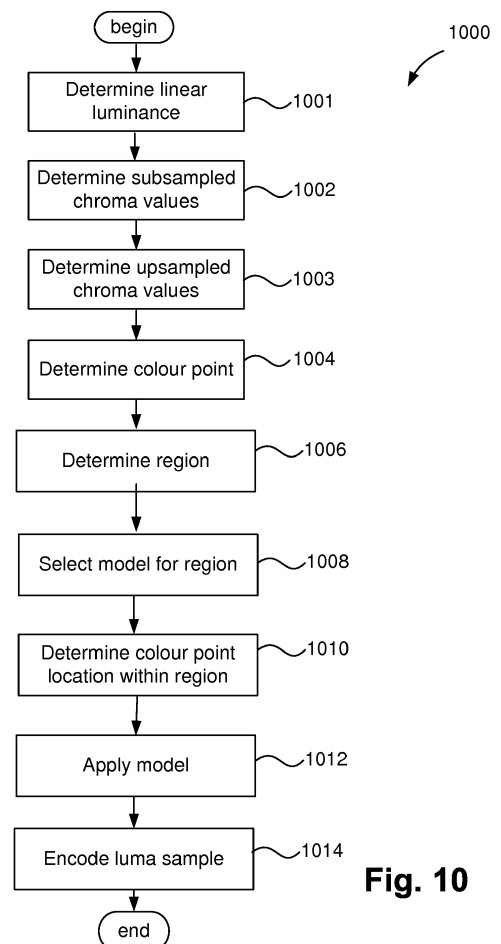 begin
1000
Determine linear
luminance
1001
Determine subsampled
chroma values
1002
Determine upsampled
chroma values
1003
Determine colour point
1004
Determine region
1006
Select model for region
1008
Determine colour point
location within region
1010
Apply model
1012
Encode luma sample
1014
Fig. 10
end